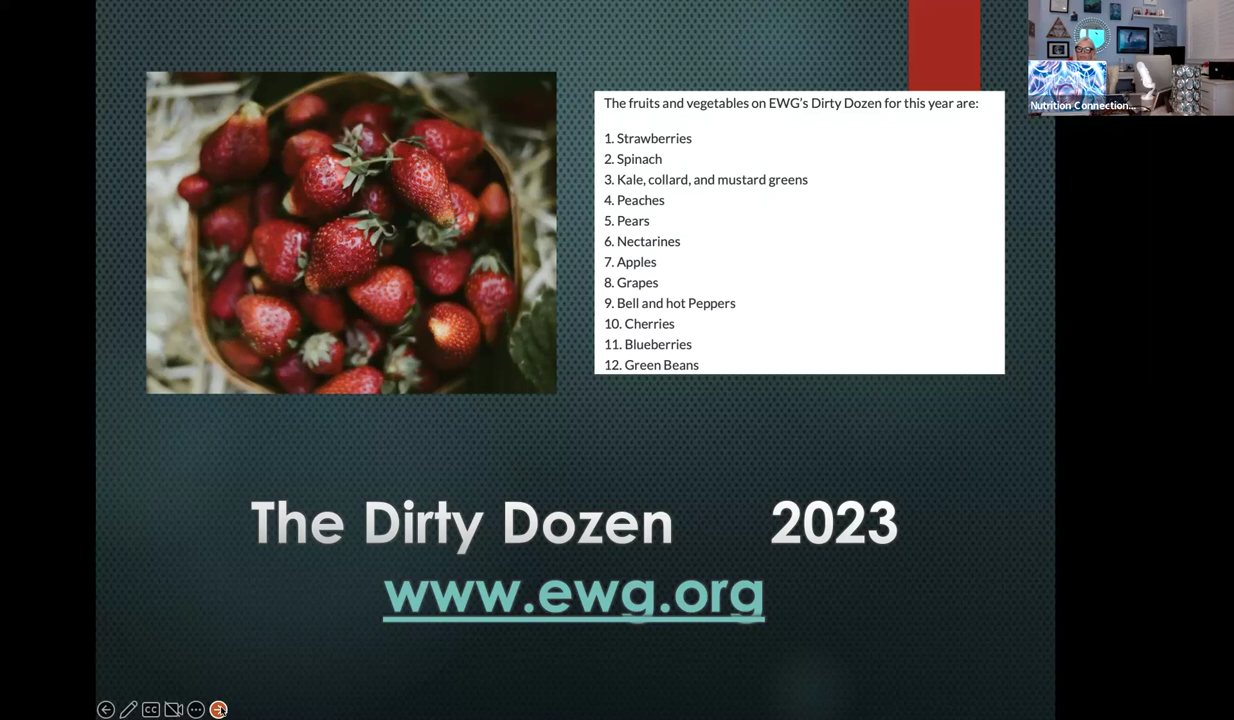 The fruits and vegetables on EWG's Dirty Dozen for this year are:
1. Strawberries
2. Spinach
3. Kale, collard, and mustard greens
4. Peaches
5. Pears
6. Nectarines
7. Apples
8. Grapes
9. Bell and hot Peppers
10. Cherries
11. Blueberries
12. Green Beans
Nutrition Connection...
The Dirty Dozen 2023
www.ewg.org
CC